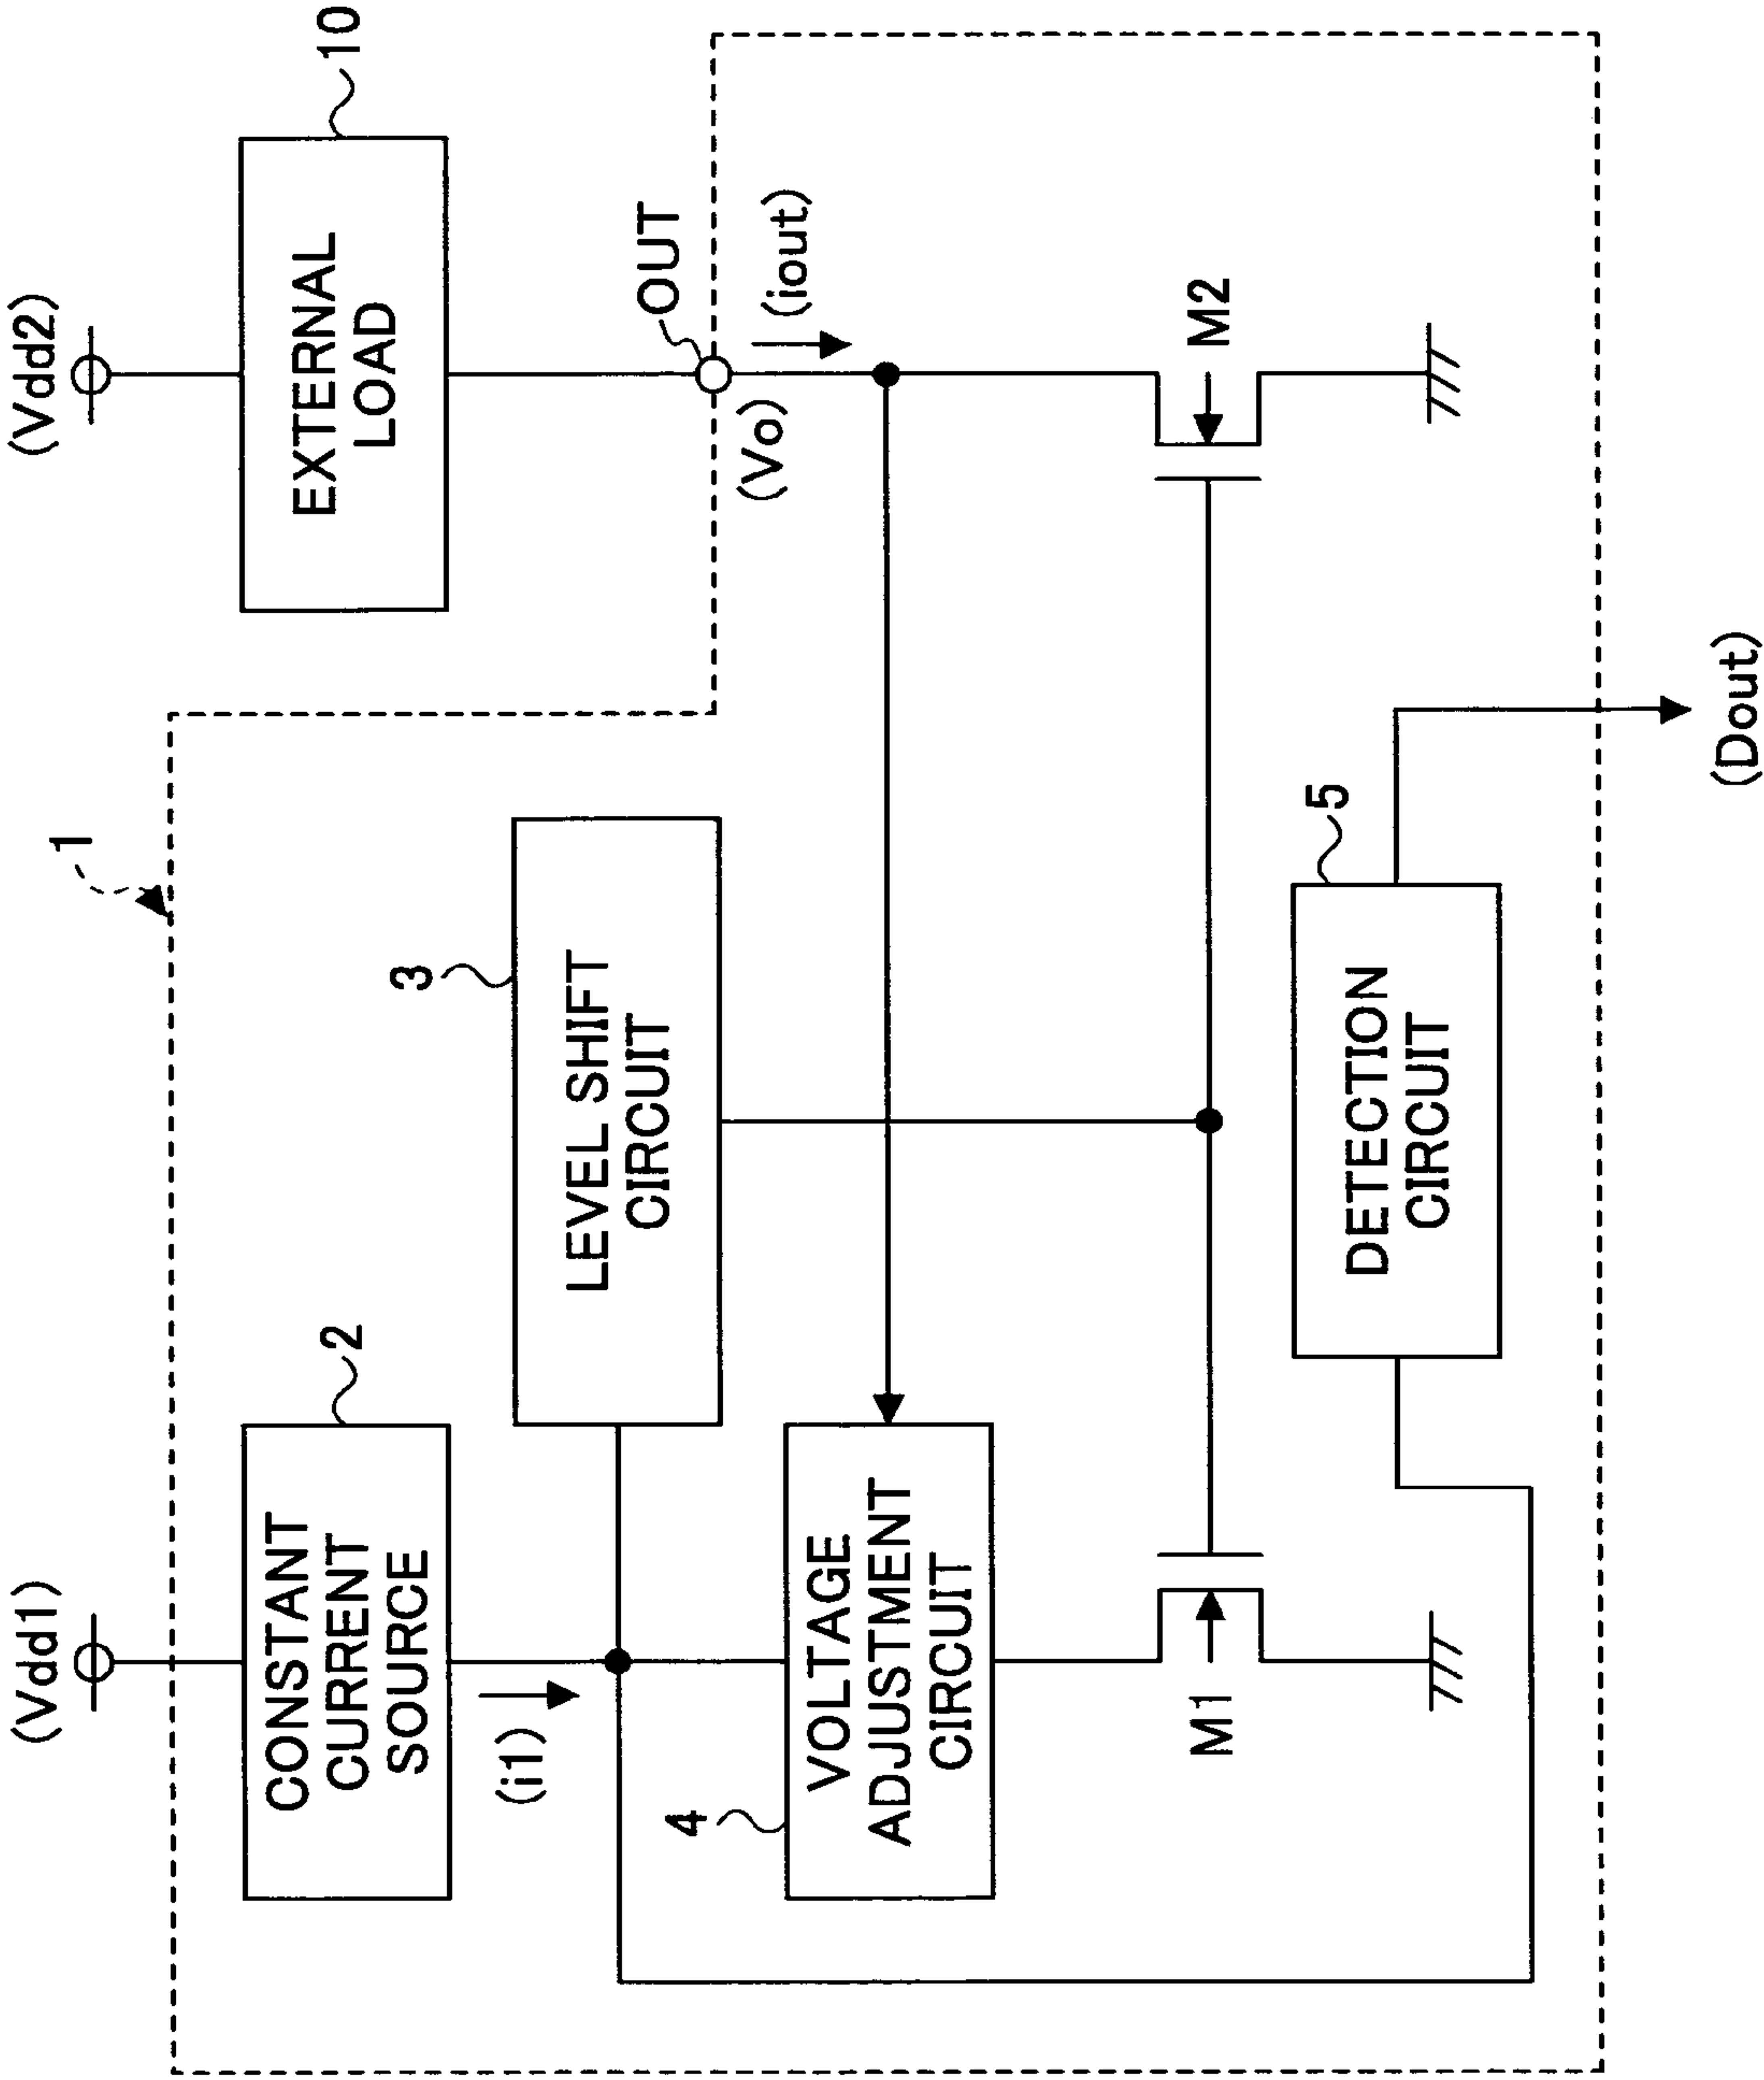 (Vdd1)
(Vdd2)
1
2
CONSTANT
CURRENT
SOURCE
10
EXTERNAL
LOAD
(i1)
3
LEVEL SHIFT
CIRCUIT
OUT
(Vo)
(iout)
4
VOLTAGE
ADJUSTMENT
CIRCUIT
M1
M2
5
DETECTION
CIRCUIT
(Dout)